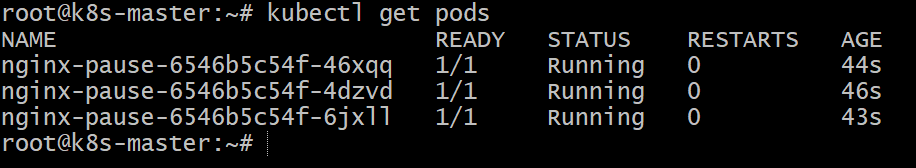 root@k8s-master:~# kubectl get pods
NAME READY STATUS RESTARTS AGE
nginx-pause-6546b5c54f-46xqq 1/1 Running 0 44s
nginx-pause-6546b5c54f-4dzvd 1/1 Running 0 46s
nginx-pause-6546b5c54f-6jxll 1/1 Running 0 43s
root@k8s-master:~#